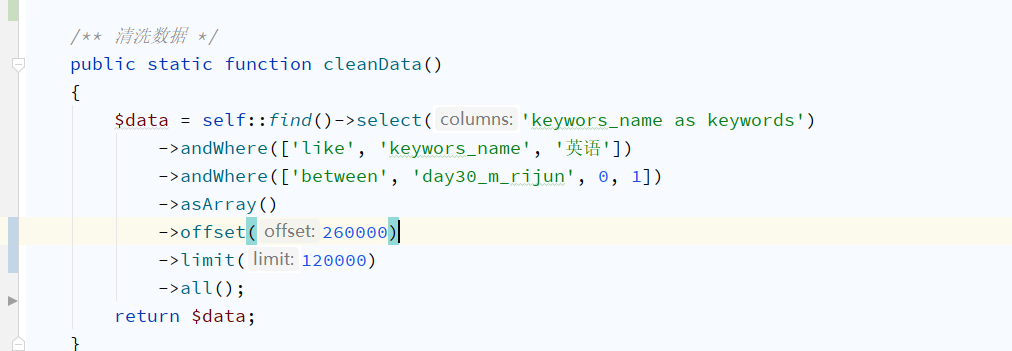 /** 清洗数据 */
public static function cleanData()
{
$data = self::find()->select( columns: 'keywors_name as keywords')
->andWhere(['like', 'keywors_name', '英语'])
->andWhere(['between', 'day30_m_rijun', 0, 1])
->asArray()
->offset( offset: 260000)
->limit( limit: 120000)
->all();
return $data;
}